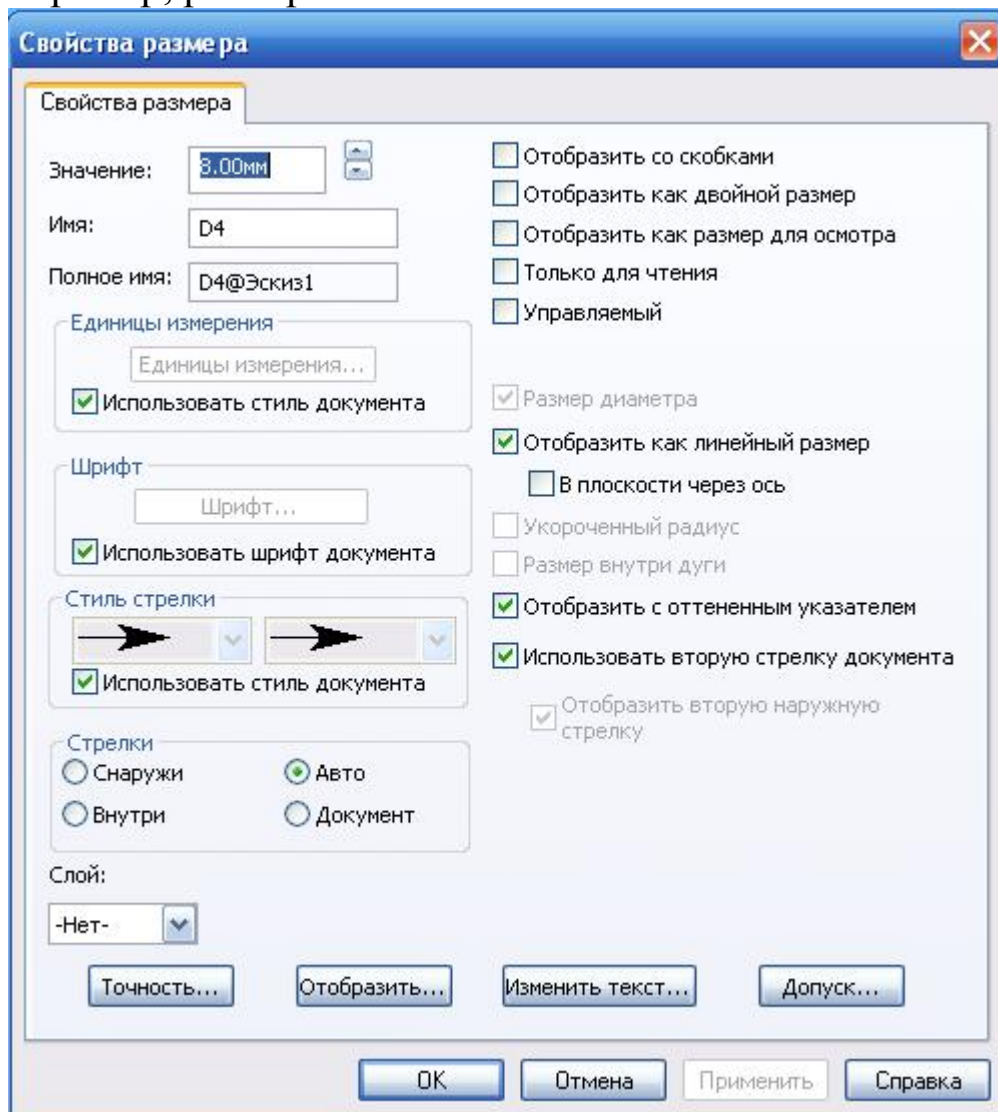 Свойства размера
Свойства размера
Значение: 8.00мм
Имя: D4
Полное имя: D4@Эскиз1
Единицы измерения
Единицы измерения...
Использовать стиль документа
Шрифт
Шрифт...
Использовать шрифт документа
Стиль стрелки
Использовать стиль документа
Стрелки
Снаружи Авто
Внутри Документ
Слой:
-Нет-
Отобразить со скобками
Отобразить как двойной размер
Отобразить как размер для осмотра
Только для чтения
Управляемый
Размер диаметра
Отобразить как линейный размер
В плоскости через ось
Укороченный радиус
Размер внутри дуги
Отобразить с оттененным указателем
Использовать вторую стрелку документа
Отобразить вторую наружную
стрелку
Точность... Отобразить... Изменить текст... Допуск...
OK Отмена Применить Справка